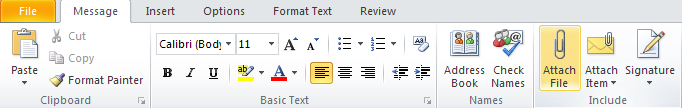 File Message Insert Options Format Text Review
Paste
Cut
Copy
Format Painter
Clipboard
Calibri (Body 11
B I U
Basic Text
Address Book
Check Names
Names
Attach File
Attach Item
Signature
Include